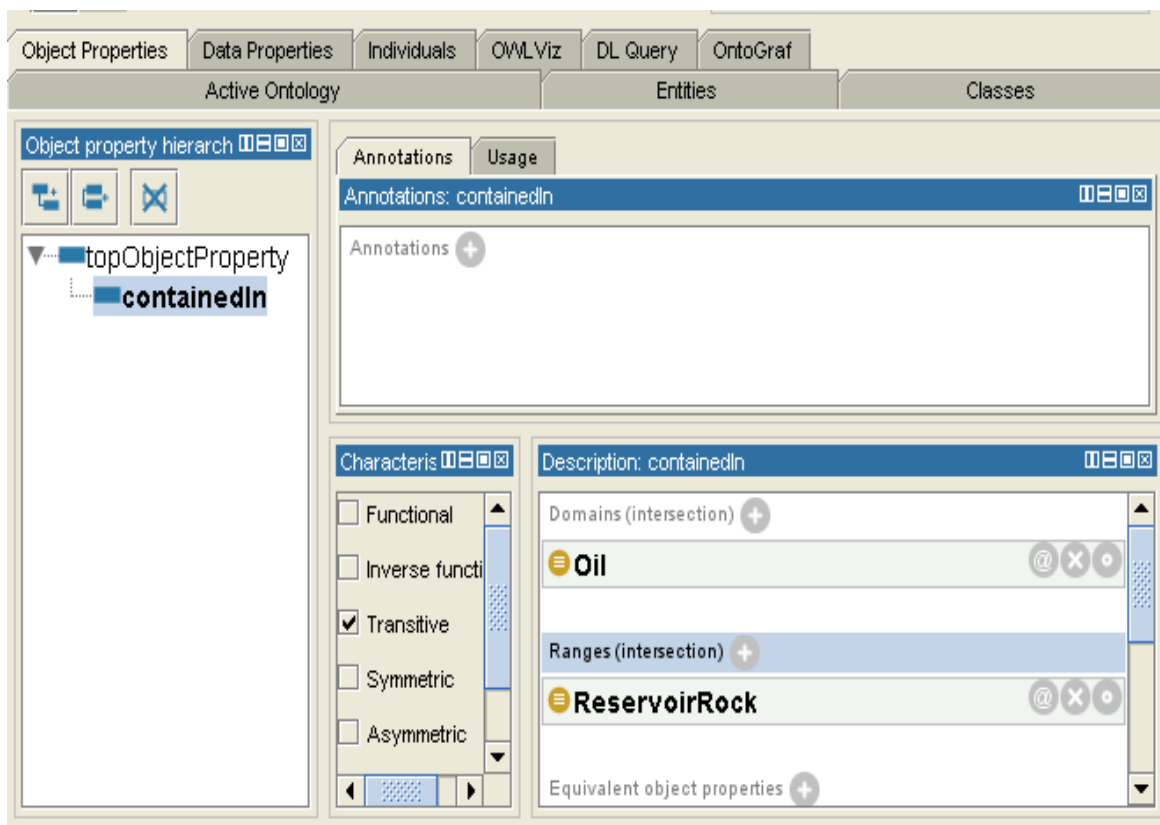 Object Properties Data Properties Individuals OWLViz DL Query OntoGraf
Active Ontology Entities Classes
Object property hierarch
topObjectProperty
containedIn
Annotations Usage
Annotations: containedIn
Annotations
Characteris
Functional
Inverse functi
Transitive
Symmetric
Asymmetric
Description: containedIn
Domains (intersection)
Oil
Ranges (intersection)
ReservoirRock
Equivalent object properties